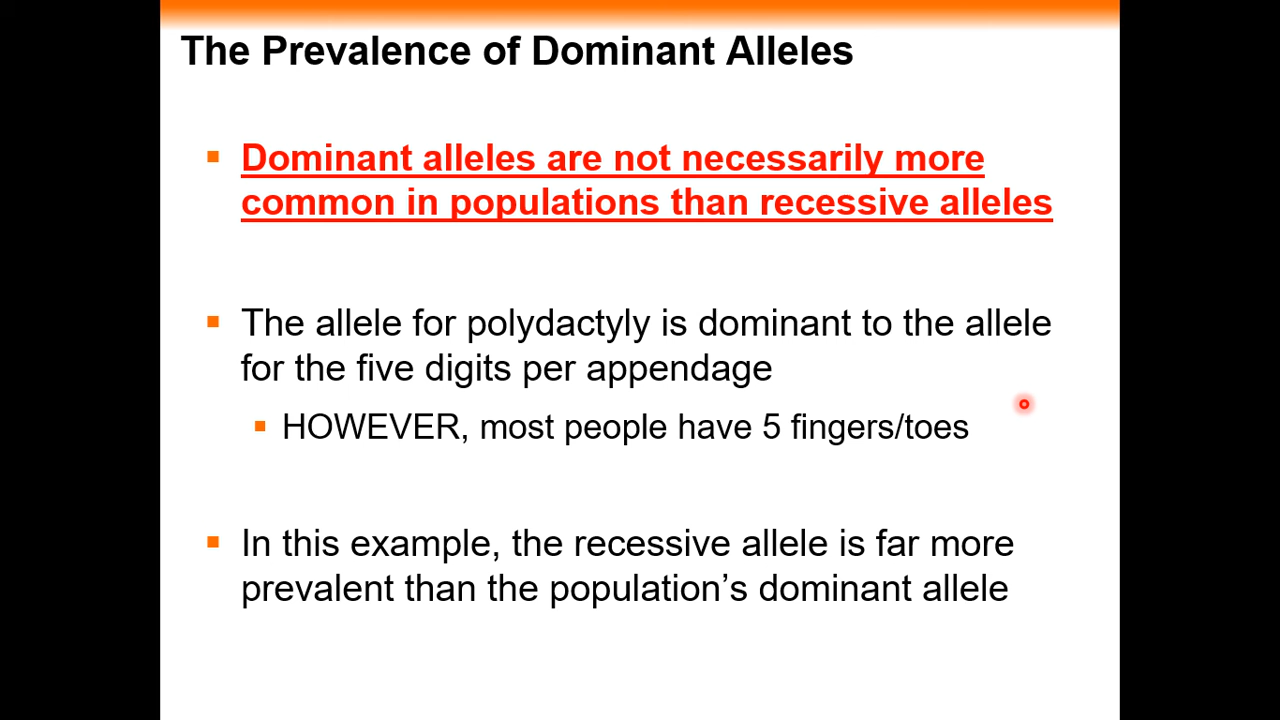 The Prevalence of Dominant Alleles
Dominant alleles are not necessarily more
common in populations than recessive alleles
The allele for polydactyly is dominant to the allele
for the five digits per appendage
HOWEVER, most people have 5 fingers/toes
In this example, the recessive allele is far more
prevalent than the population’s dominant allele